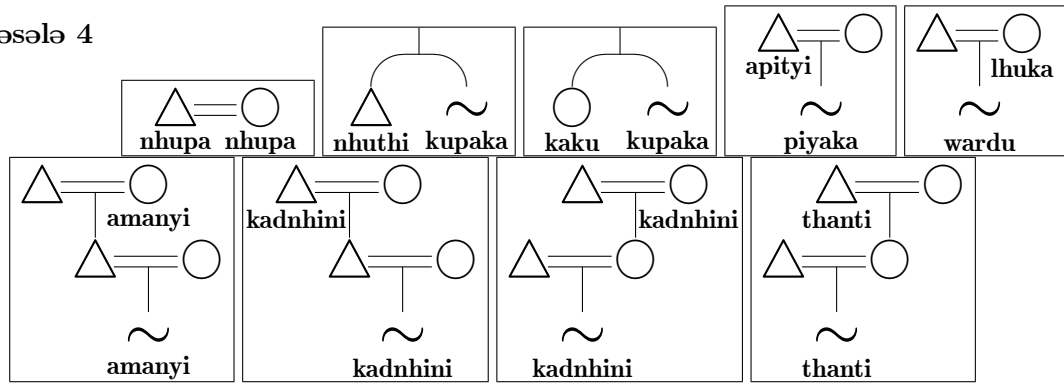 əsələ 4
apityi
lhuka
nhupa nhupa nhuthi kupaka kaku kupaka piyaka wardu
amanyi kadnhini kadnhini thanti
amanyi kadnhini kadnhini thanti